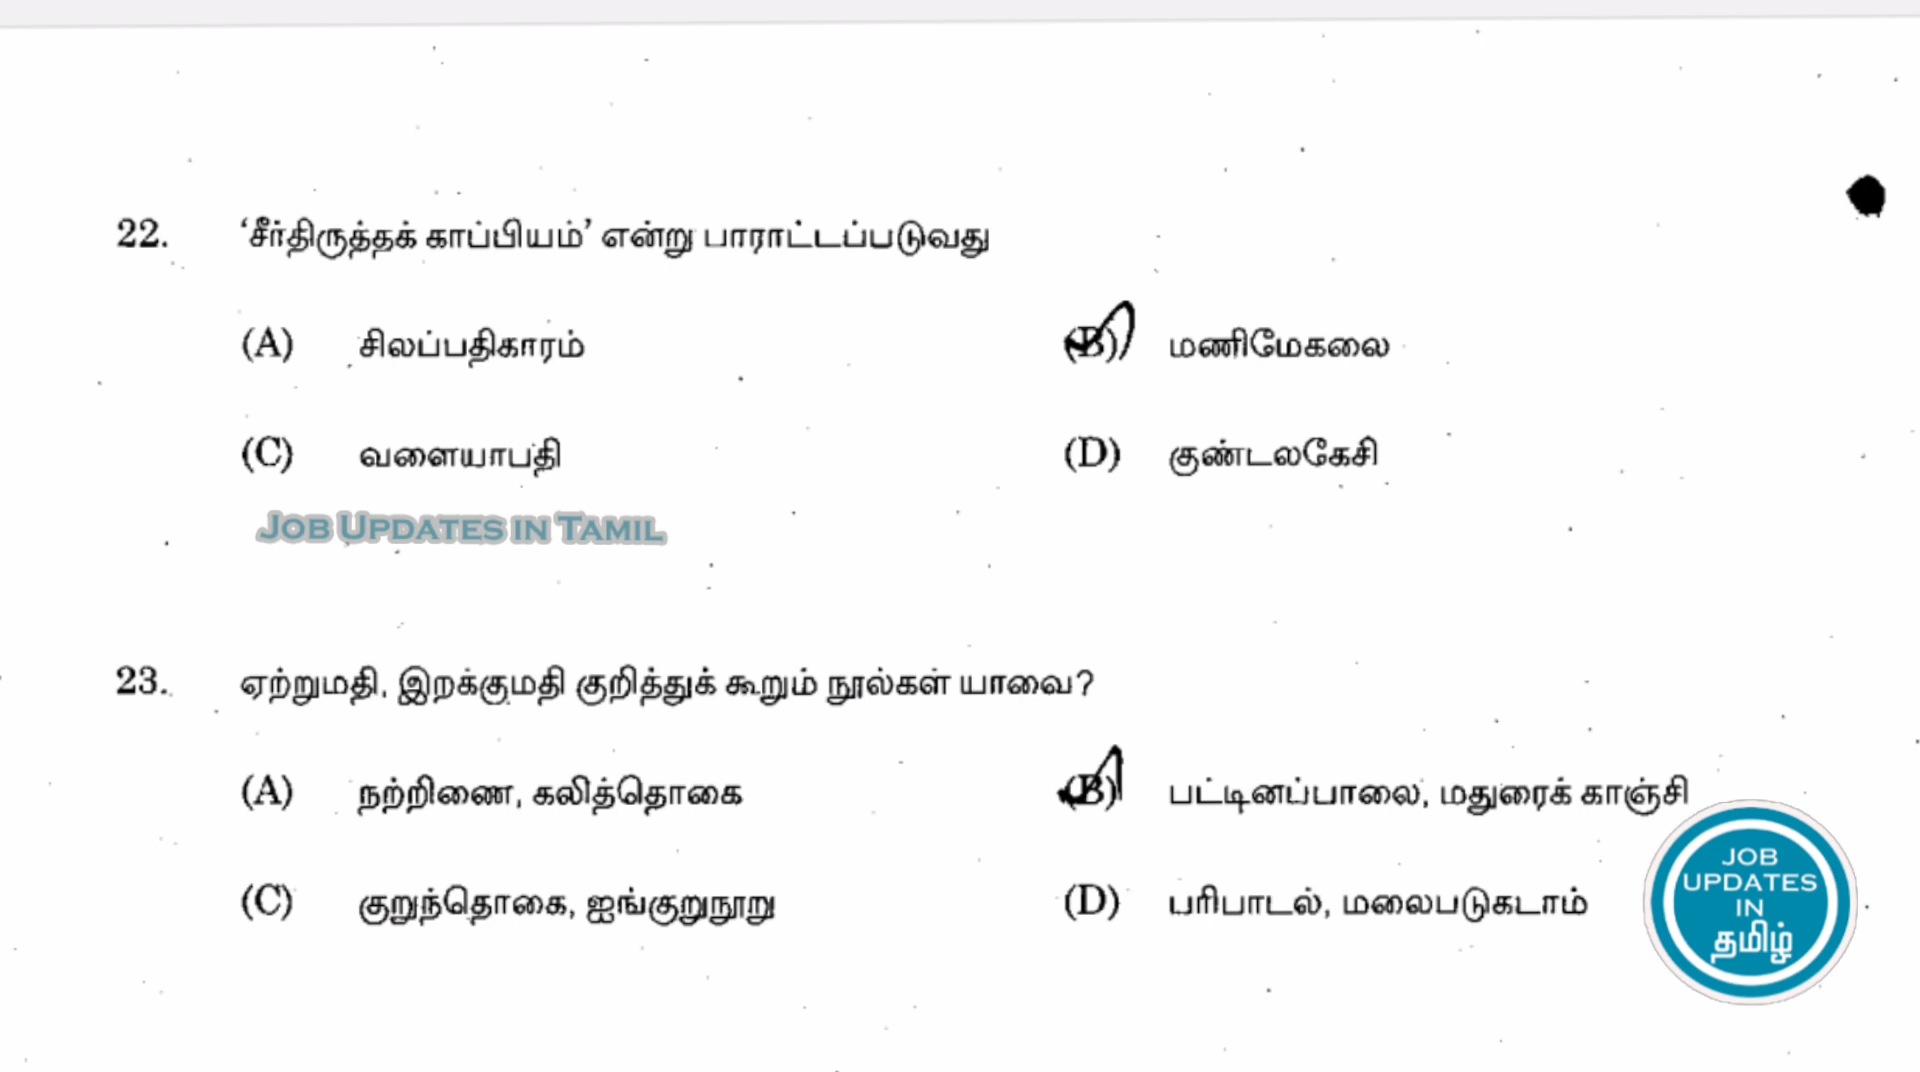 22. ‘சீர்திருத்தக் காப்பியம்’ என்று பாராட்டப்படுவது
(A) சிலப்பதிகாரம் (B) மணிமேகலை
(C) வளையாபதி (D) குண்டலகேசி
JOB UPDATES IN TAMIL
23. ஏற்றுமதி, இறக்குமதி குறித்துக் கூறும் நூல்கள் யாவை?
(A) நற்றிணை, கலித்தொகை (B) பட்டினப்பாலை, மதுரைக் காஞ்சி
(C) குறுந்தொகை, ஐங்குறுநூறு (D) பரிபாடல், மலைபடுகடாம்
JOB
UPDATES
IN
தமிழ்